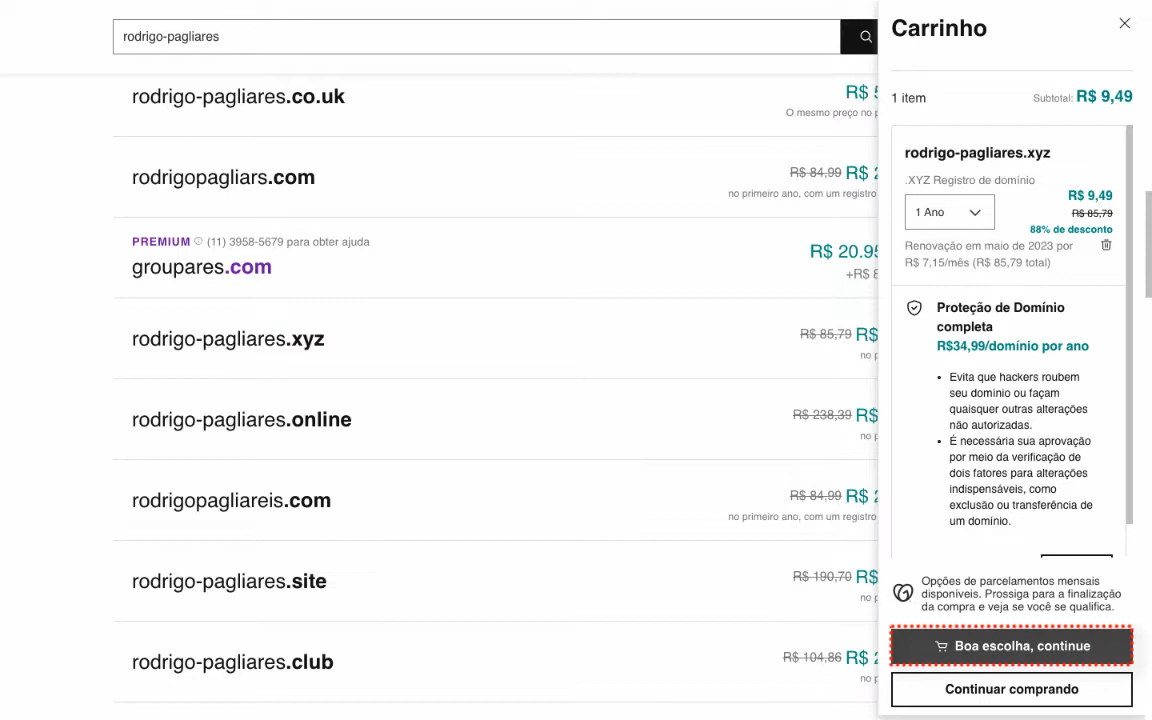 rodrigo-pagliares
rodrigo-pagliares.co.uk
R$ 5
O mesmo preço no p
rodrigopagliars.com
R$ 84,99 R$ 2
no primeiro ano, com um registro
PREMIUM (11) 3958-5679 para obter ajuda
groupares.com
R$ 20.95
+R$ 8
rodrigo-pagliares.xyz
R$ 85,79 R$
no p
rodrigo-pagliares.online
R$ 238,39 R$
no p
rodrigopagliareis.com
R$ 84,99 R$ 2
no primeiro ano, com um registro
rodrigo-pagliares.site
R$ 190,70 R$
no p
rodrigo-pagliares.club
R$ 104,86 R$ 2
no p
Carrinho
1 item
Subtotal: R$ 9,49
rodrigo-pagliares.xyz
.XYZ Registro de domínio
1 Ano
R$ 9,49
R$ 85,79
88% de desconto
Renovação em maio de 2023 por
R$ 7,15/mês (R$ 85,79 total)
Proteção de Domínio
completa
R$34,99/domínio por ano
• Evita que hackers roubem
seu domínio ou façam
quaisquer outras alterações
não autorizadas.
• É necessária sua aprovação
por meio da verificação de
dois fatores para alterações
indispensáveis, como
exclusão ou transferência de
um domínio.
Opções de parcelamentos mensais
disponíveis. Prossiga para a finalização
da compra e veja se você se qualifica.
Boa escolha, continue
Continuar comprando